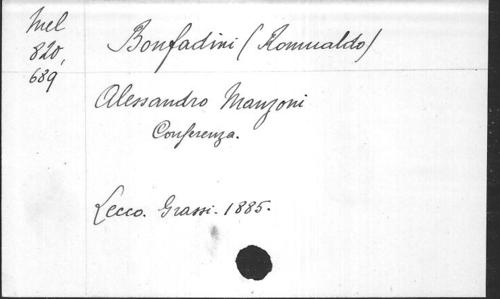 Mel
820,
689
Bonfadini (Romualdo)
Alessandro Manzoni
Conferenza.
Lecco. Grassi. 1885.